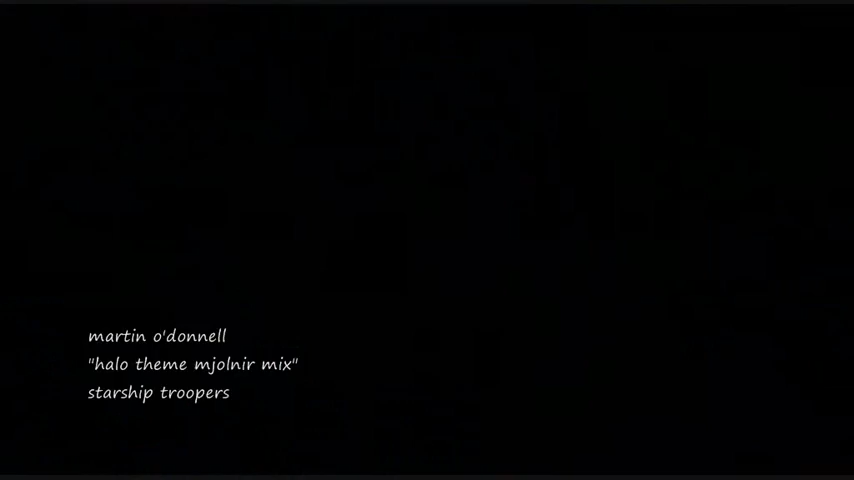 martin o'donnell
"halo theme mjolnir mix"
starship troopers